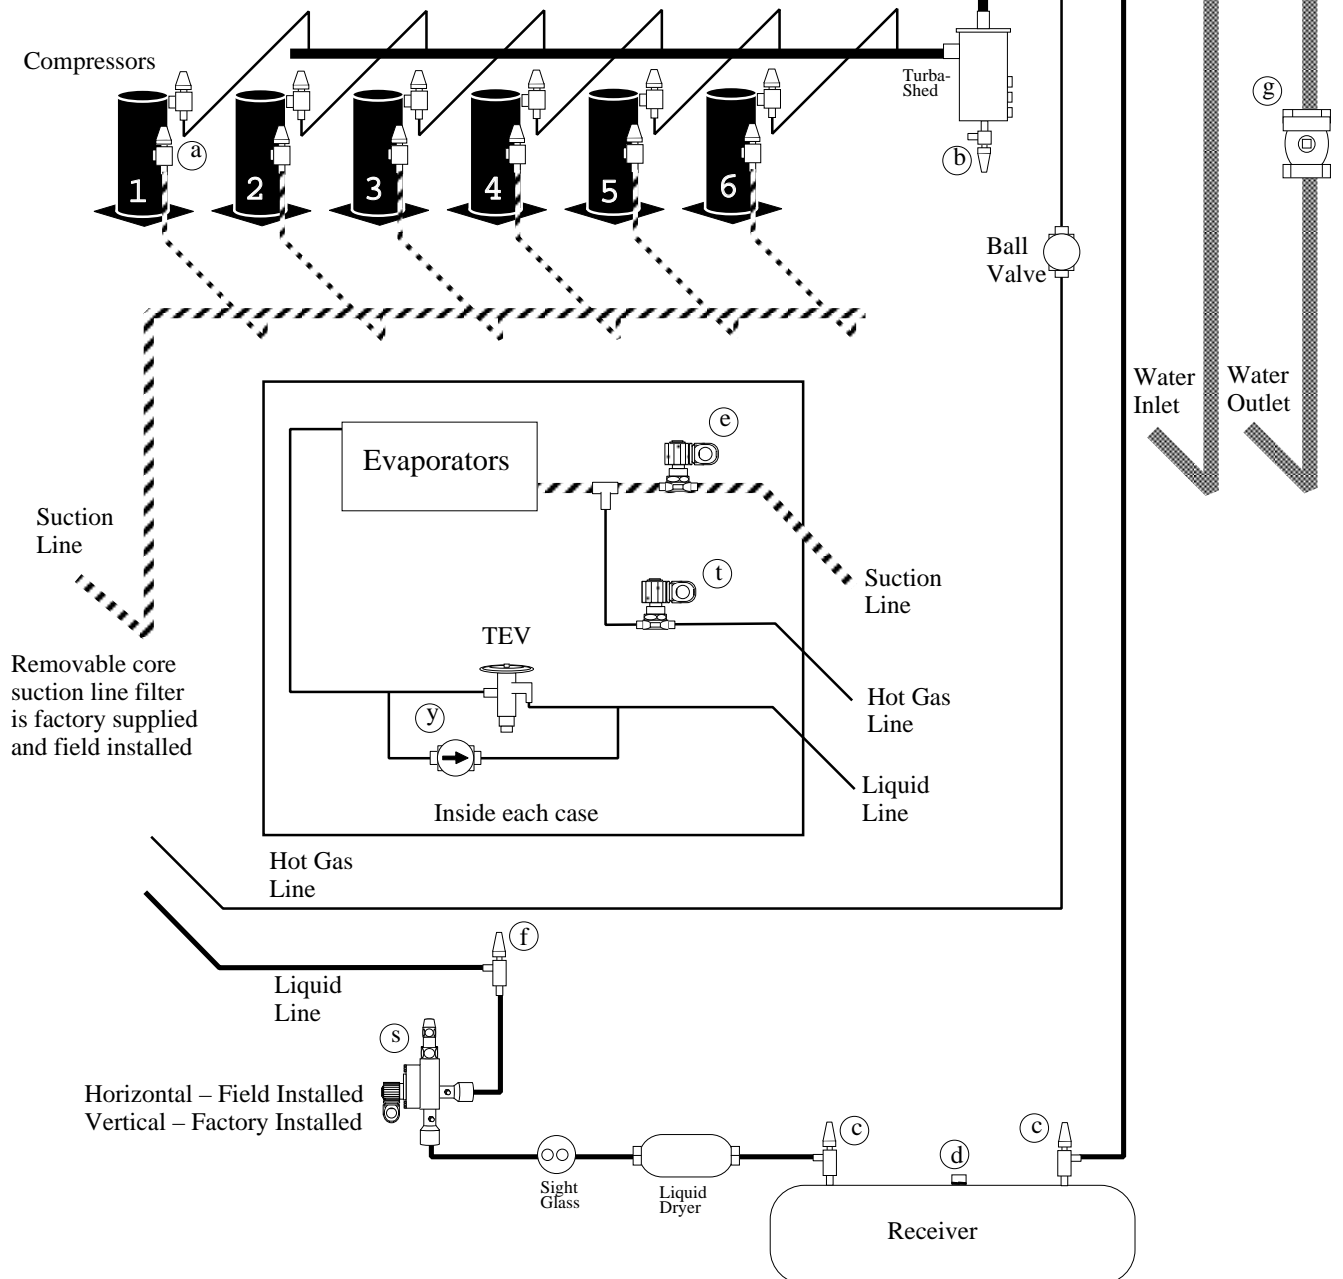 Compressors
Turba-
Shed
g
a
b
1
2
3
4
5
6
Ball
Valve
Water
Inlet
Water
Outlet
e
Evaporators
Suction
Line
t
Suction
Line
TEV
Removable core
suction line filter
is factory supplied
and field installed
Hot Gas
Line
y
Liquid
Line
Inside each case
Hot Gas
Line
f
Liquid
Line
s
Horizontal – Field Installed
Vertical – Factory Installed
c
c
d
Sight
Glass
Liquid
Dryer
Receiver